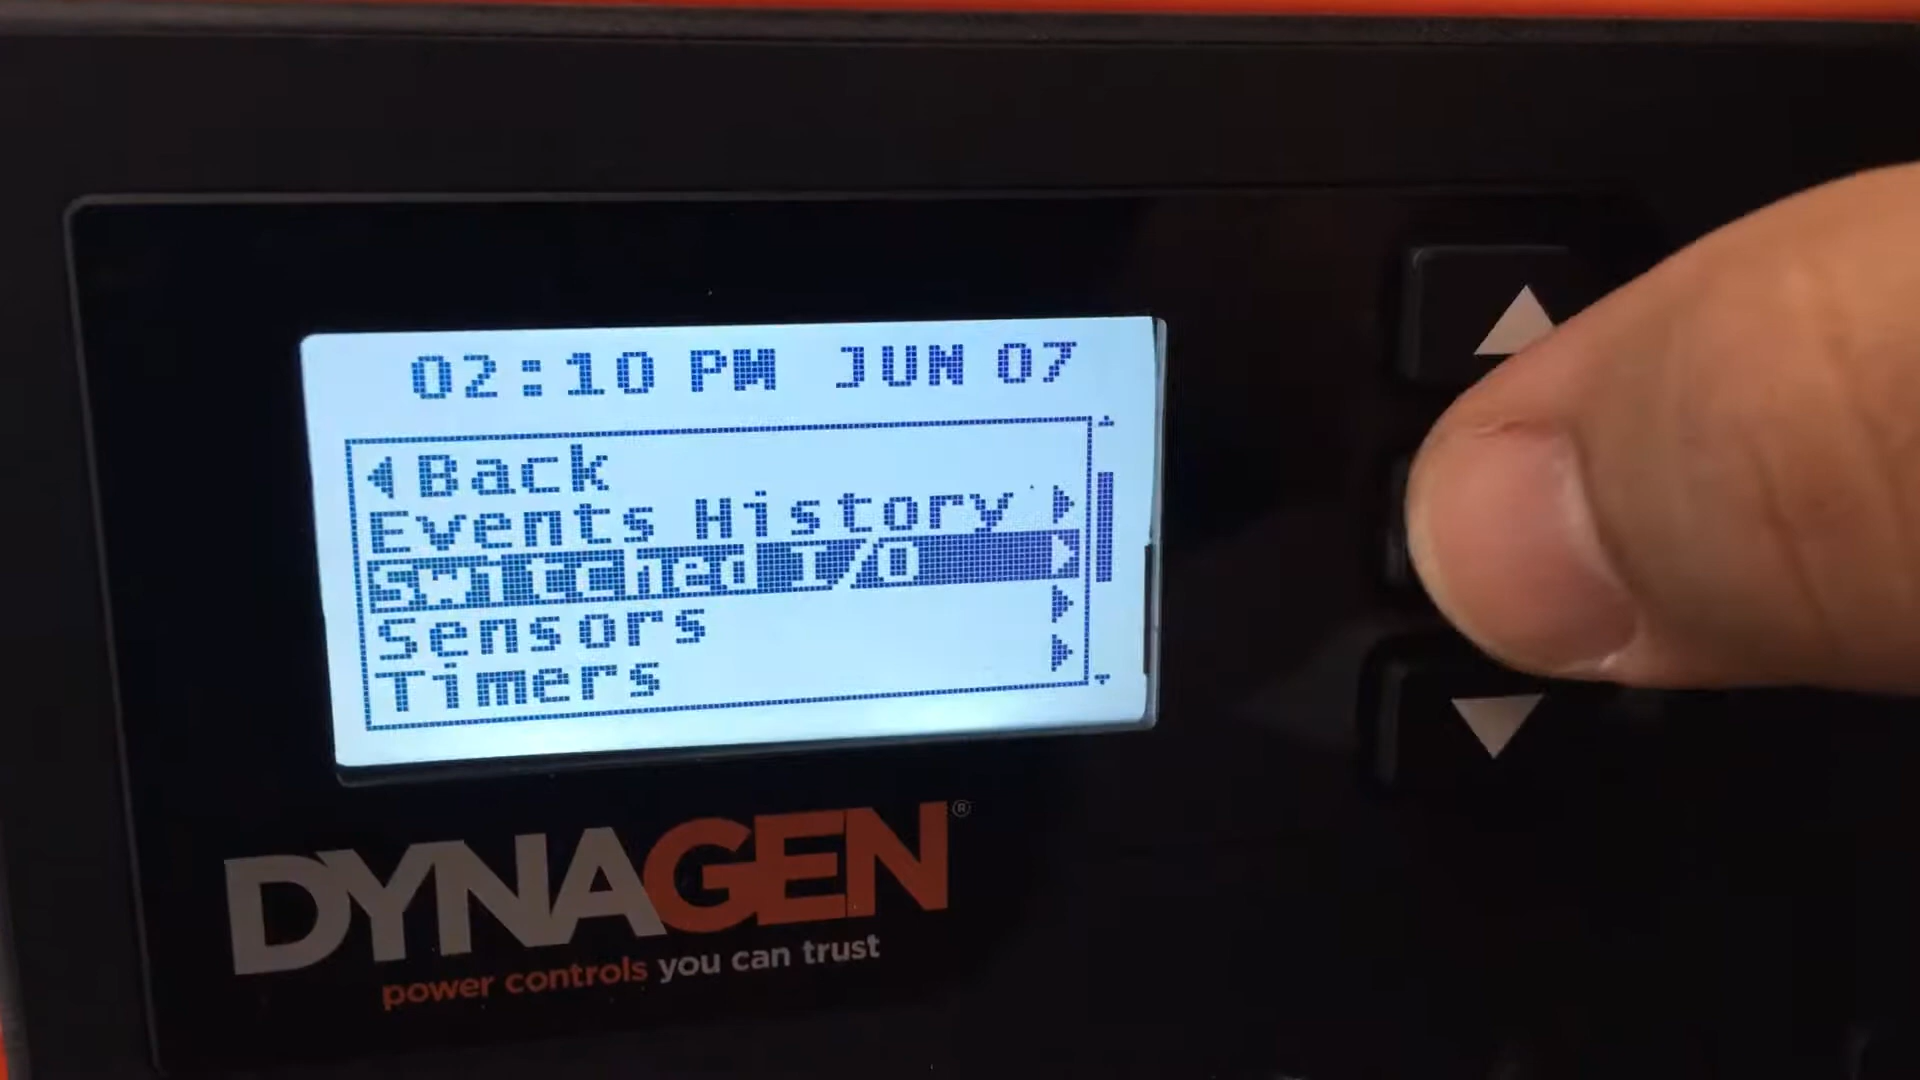 02:10 PM JUN 07
Back
Events History
Switched I/O
Sensors
Timers
DYNAGEN®
power controls you can trust